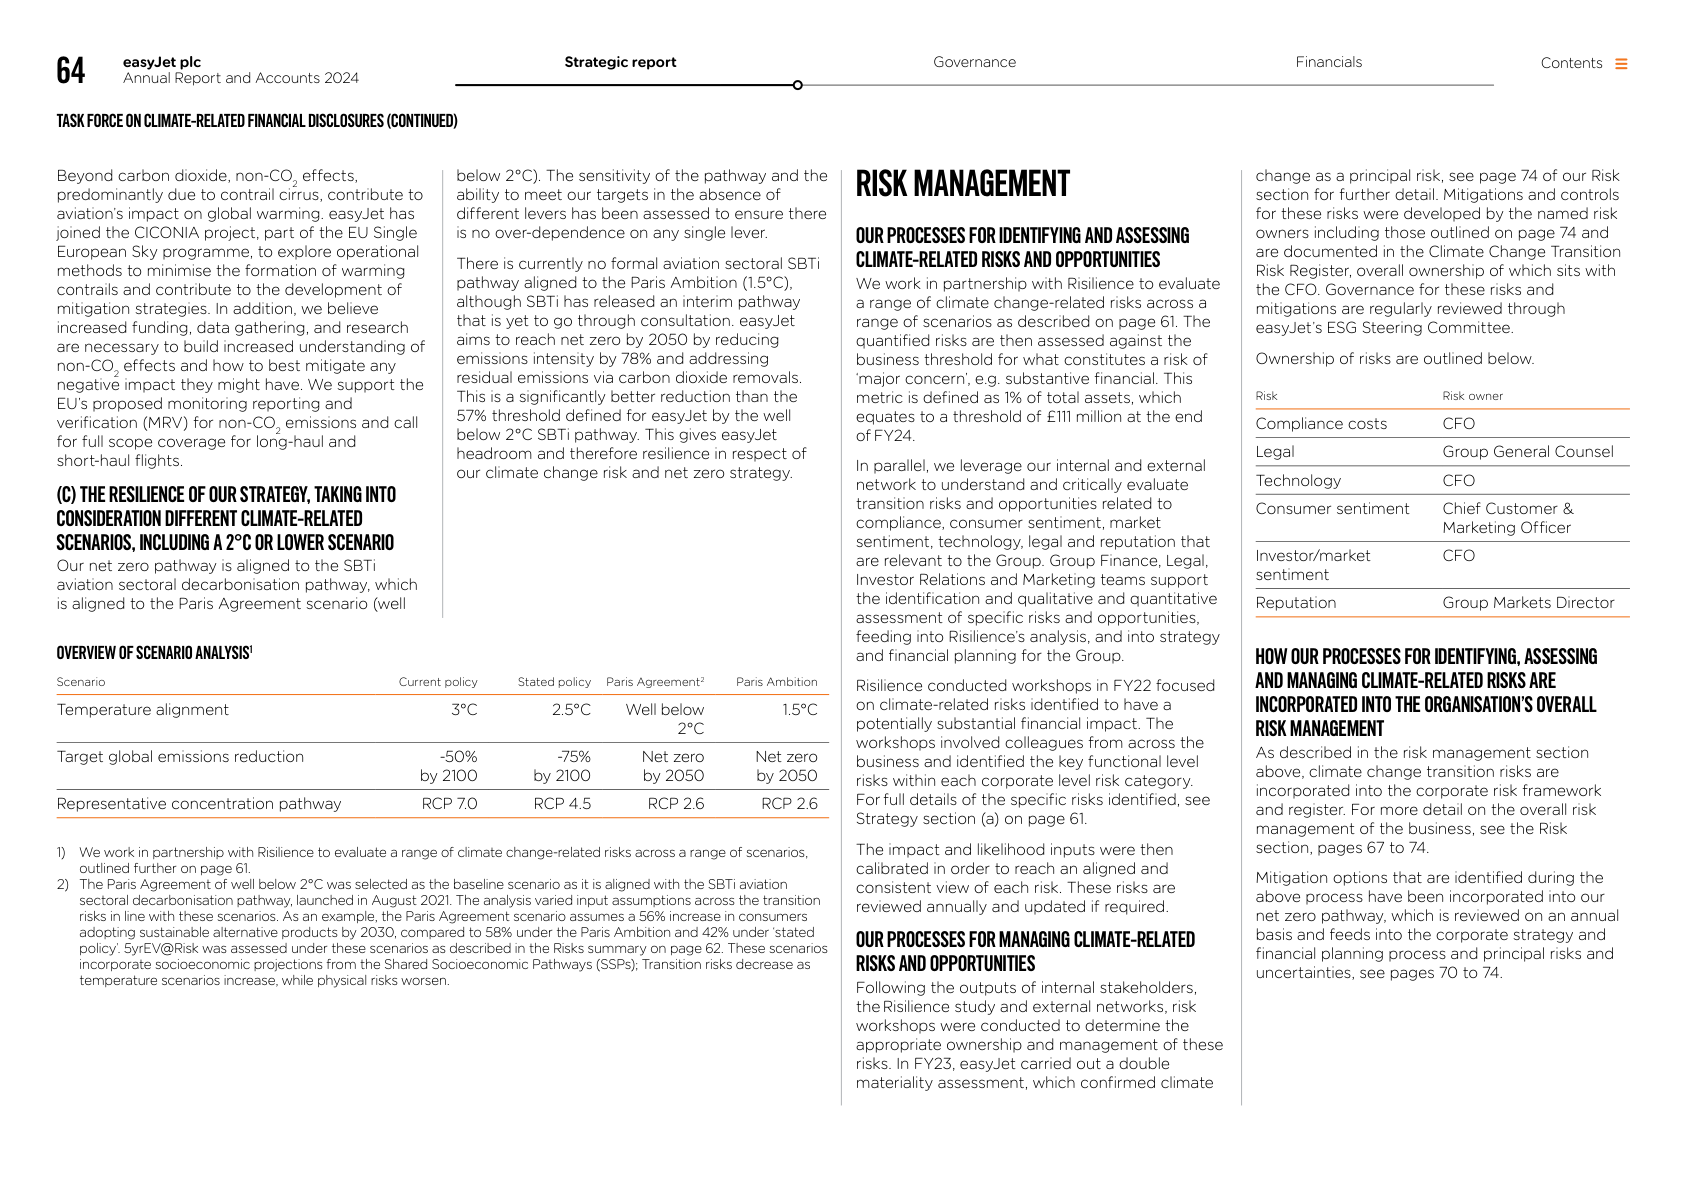 64
easyJet plc
Annual Report and Accounts 2024
Strategic report
Governance
Financials
Contents
TASK FORCE ON CLIMATE-RELATED FINANCIAL DISCLOSURES (CONTINUED)
Beyond carbon dioxide, non-CO2 effects,
predominantly due to contrail cirrus, contribute to
aviation's impact on global warming. easyJet has
joined the CICONIA project, part of the EU Single
European Sky programme, to explore operational
methods to minimise the formation of warming
contrails and contribute to the development of
mitigation strategies. In addition, we believe
increased funding, data gathering, and research
are necessary to build increased understanding of
non-CO2 effects and how to best mitigate any
negative impact they might have. We support the
EU's proposed monitoring reporting and
verification (MRV) for non-CO2 emissions and call
for full scope coverage for long-haul and
short-haul flights.
(C) THE RESILIENCE OF OUR STRATEGY, TAKING INTO
CONSIDERATION DIFFERENT CLIMATE-RELATED
SCENARIOS, INCLUDING A 2°C OR LOWER SCENARIO
Our net zero pathway is aligned to the SBTi
aviation sectoral decarbonisation pathway, which
is aligned to the Paris Agreement scenario (well
below 2°C). The sensitivity of the pathway and the
ability to meet our targets in the absence of
different levers has been assessed to ensure there
is no over-dependence on any single lever.
There is currently no formal aviation sectoral SBTi
pathway aligned to the Paris Ambition (1.5°C),
although SBTi has released an interim pathway
that is yet to go through consultation. easyJet
aims to reach net zero by 2050 by reducing
emissions intensity by 78% and addressing
residual emissions via carbon dioxide removals.
This is a significantly better reduction than the
57% threshold defined for easyJet by the well
below 2°C SBTi pathway. This gives easyJet
headroom and therefore resilience in respect of
our climate change risk and net zero strategy.
OVERVIEW OF SCENARIO ANALYSIS1
Scenario Current policy Stated policy Paris Agreement2 Paris Ambition
Temperature alignment 3°C 2.5°C Well below 1.5°C
2°C
Target global emissions reduction -50% -75% Net zero Net zero
by 2100 by 2100 by 2050 by 2050
Representative concentration pathway RCP 7.0 RCP 4.5 RCP 2.6 RCP 2.6
1) We work in partnership with Risilience to evaluate a range of climate change-related risks across a range of scenarios,
outlined further on page 61.
2) The Paris Agreement of well below 2°C was selected as the baseline scenario as it is aligned with the SBTi aviation
sectoral decarbonisation pathway, launched in August 2021. The analysis varied input assumptions across the transition
risks in line with these scenarios. As an example, the Paris Agreement scenario assumes a 56% increase in consumers
adopting sustainable alternative products by 2030, compared to 58% under the Paris Ambition and 42% under 'stated
policy'. 5yrEV@Risk was assessed under these scenarios as described in the Risks summary on page 62. These scenarios
incorporate socioeconomic projections from the Shared Socioeconomic Pathways (SSPs); Transition risks decrease as
temperature scenarios increase, while physical risks worsen.
RISK MANAGEMENT
OUR PROCESSES FOR IDENTIFYING AND ASSESSING
CLIMATE-RELATED RISKS AND OPPORTUNITIES
We work in partnership with Risilience to evaluate
a range of climate change-related risks across a
range of scenarios as described on page 61. The
quantified risks are then assessed against the
business threshold for what constitutes a risk of
'major concern', e.g. substantive financial. This
metric is defined as 1% of total assets, which
equates to a threshold of £111 million at the end
of FY24.
In parallel, we leverage our internal and external
network to understand and critically evaluate
transition risks and opportunities related to
compliance, consumer sentiment, market
sentiment, technology, legal and reputation that
are relevant to the Group. Group Finance, Legal,
Investor Relations and Marketing teams support
the identification and qualitative and quantitative
assessment of specific risks and opportunities,
feeding into Risilience's analysis, and into strategy
and financial planning for the Group.
Risilience conducted workshops in FY22 focused
on climate-related risks identified to have a
potentially substantial financial impact. The
workshops involved colleagues from across the
business and identified the key functional level
risks within each corporate level risk category.
For full details of the specific risks identified, see
Strategy section (a) on page 61.
The impact and likelihood inputs were then
calibrated in order to reach an aligned and
consistent view of each risk. These risks are
reviewed annually and updated if required.
OUR PROCESSES FOR MANAGING CLIMATE-RELATED
RISKS AND OPPORTUNITIES
Following the outputs of internal stakeholders,
the Risilience study and external networks, risk
workshops were conducted to determine the
appropriate ownership and management of these
risks. In FY23, easyJet carried out a double
materiality assessment, which confirmed climate
change as a principal risk, see page 74 of our Risk
section for further detail. Mitigations and controls
for these risks were developed by the named risk
owners including those outlined on page 74 and
are documented in the Climate Change Transition
Risk Register, overall ownership of which sits with
the CFO. Governance for these risks and
mitigations are regularly reviewed through
easyJet's ESG Steering Committee.
Ownership of risks are outlined below.
Risk Risk owner
Compliance costs CFO
Legal Group General Counsel
Technology CFO
Consumer sentiment Chief Customer &
Marketing Officer
Investor/market CFO
sentiment
Reputation Group Markets Director
HOW OUR PROCESSES FOR IDENTIFYING, ASSESSING
AND MANAGING CLIMATE-RELATED RISKS ARE
INCORPORATED INTO THE ORGANISATION'S OVERALL
RISK MANAGEMENT
As described in the risk management section
above, climate change transition risks are
incorporated into the corporate risk framework
and register. For more detail on the overall risk
management of the business, see the Risk
section, pages 67 to 74.
Mitigation options that are identified during the
above process have been incorporated into our
net zero pathway, which is reviewed on an annual
basis and feeds into the corporate strategy and
financial planning process and principal risks and
uncertainties, see pages 70 to 74.